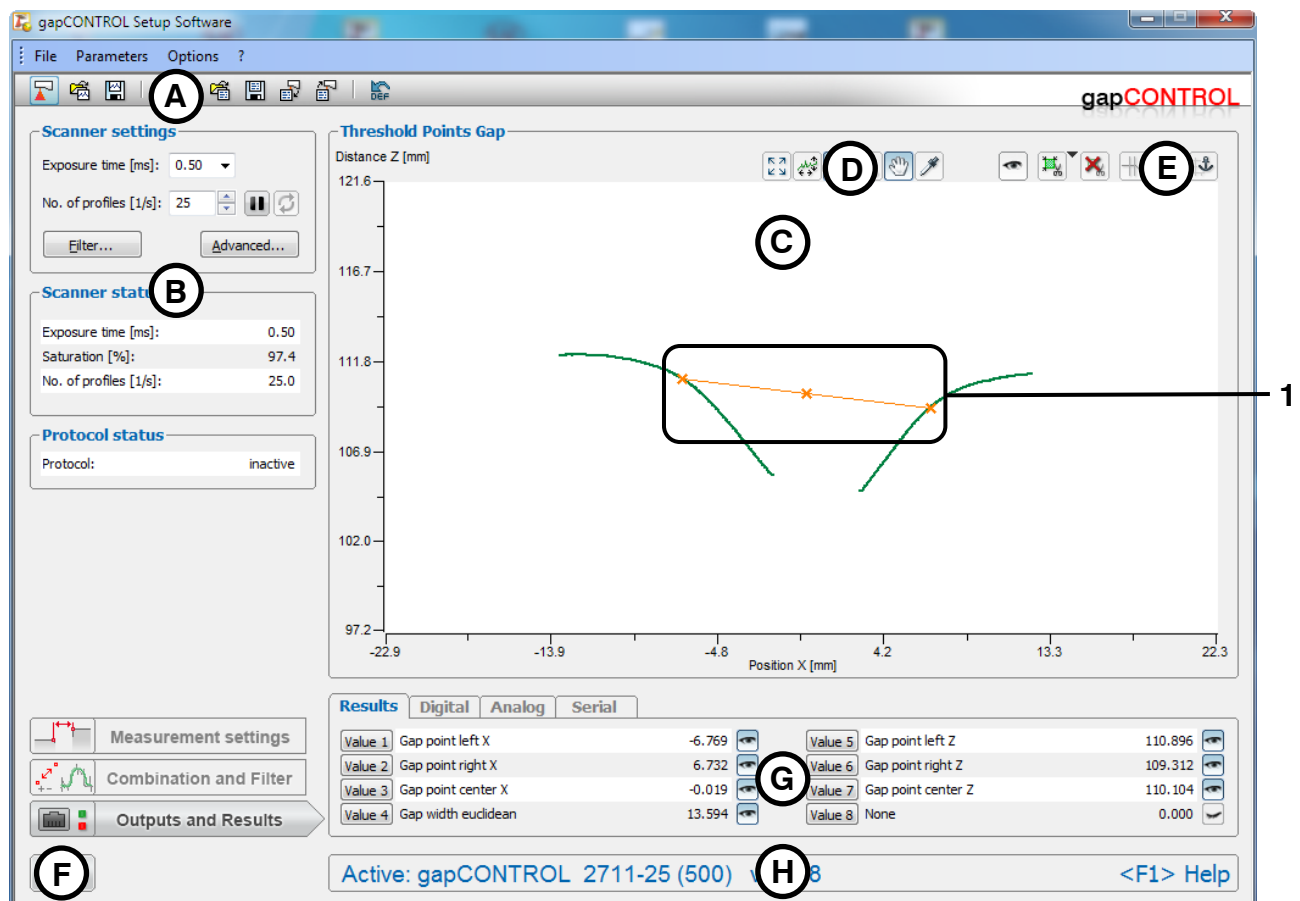 gapCONTROL Setup Software
File Parameters Options ?
A
DEF
gapCONTROL
Scanner settings
Exposure time [ms]: 0.50
No. of profiles [1/s]: 25
Filter... Advanced...
Scanner B
Exposure time [ms]: 0.50
Saturation [%]: 97.4
No. of profiles [1/s]: 25.0
Protocol status
Protocol: inactive
Threshold Points Gap
Distance Z [mm]
D E
C
121.6
116.7
111.8
106.9
102.0
97.2
1
-22.9 -13.9 -4.8 4.2 13.3 22.3
Position X [mm]
Measurement settings
Combination and Filter
Outputs and Results
Results Digital Analog Serial
Value 1 Gap point left X -6.769 Value 5 Gap point left Z 110.896
Value 2 Gap point right X 6.732 Value 6 Gap point right Z 109.312
Value 3 Gap point center X -0.019 G Value 7 Gap point center Z 110.104
Value 4 Gap width euclidean 13.594 Value 8 None 0.000
F
Active: gapCONTROL 2711-25 (500) H 8 <F1> Help